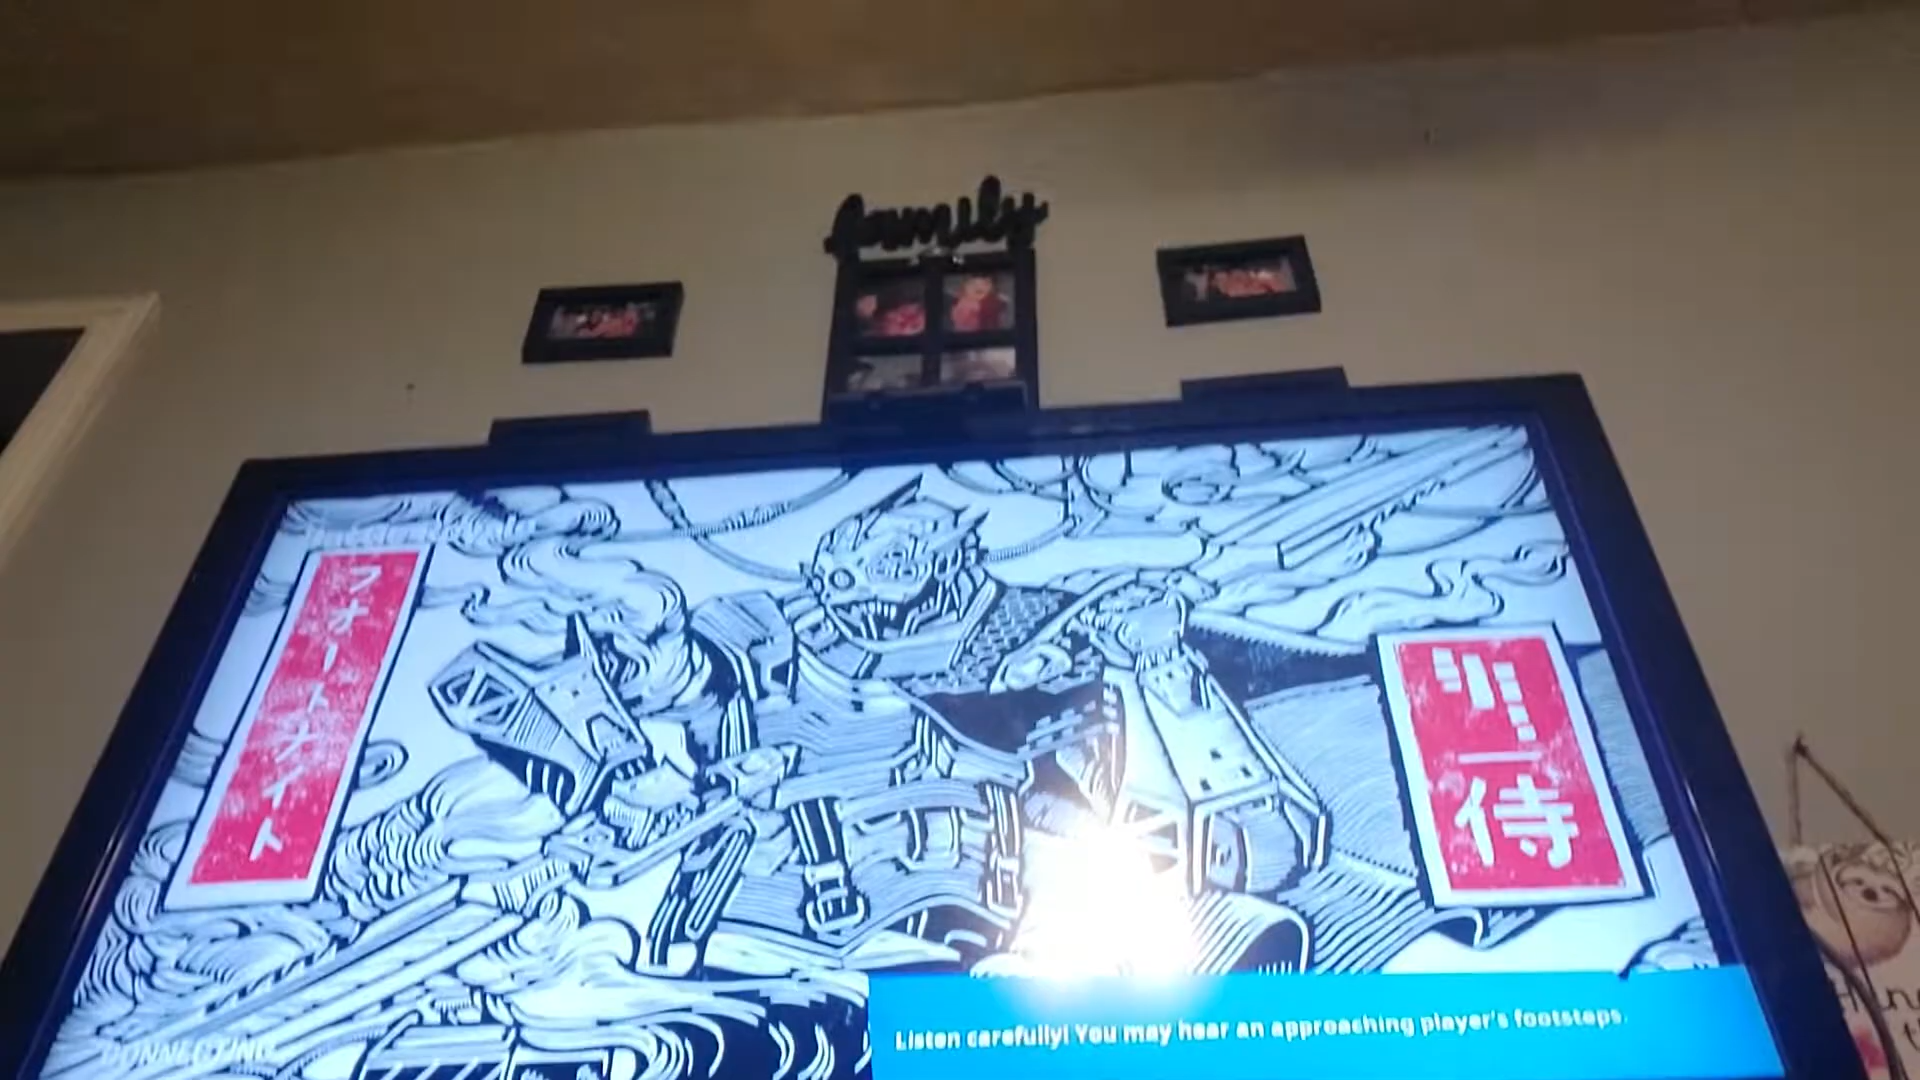 family
フォートナイト
侍
Listen carefully! You may hear an approaching player's footsteps.
CONNECTING